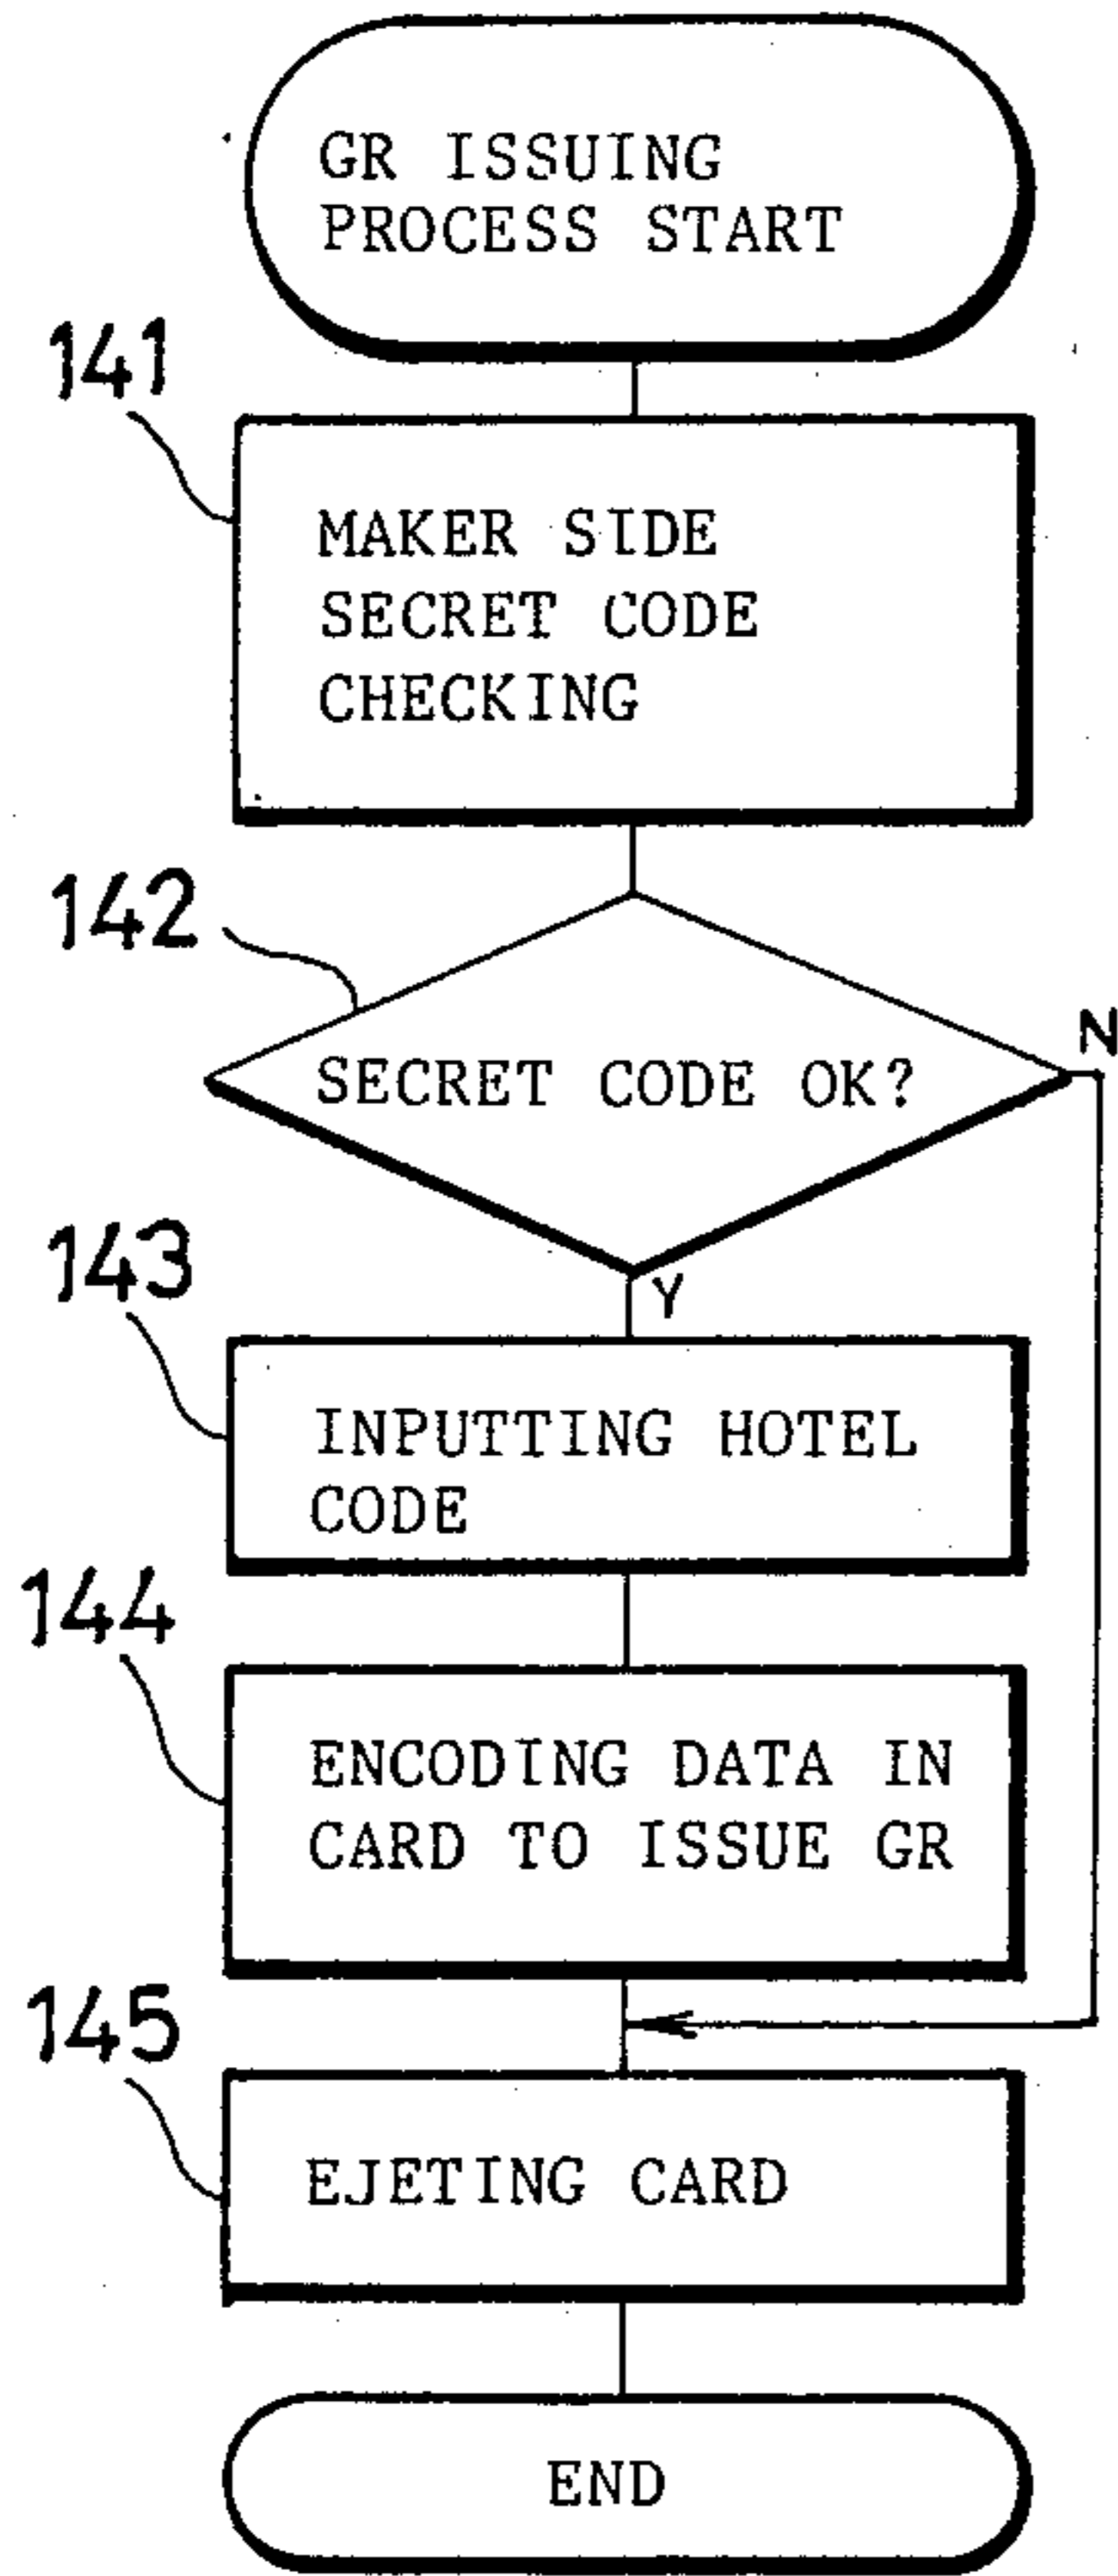 GR ISSUING
PROCESS START
141
MAKER SIDE
SECRET CODE
CHECKING
142
SECRET CODE OK?
N
Y
143
INPUTTING HOTEL
CODE
144
ENCODING DATA IN
CARD TO ISSUE GR
145
EJETING CARD
END